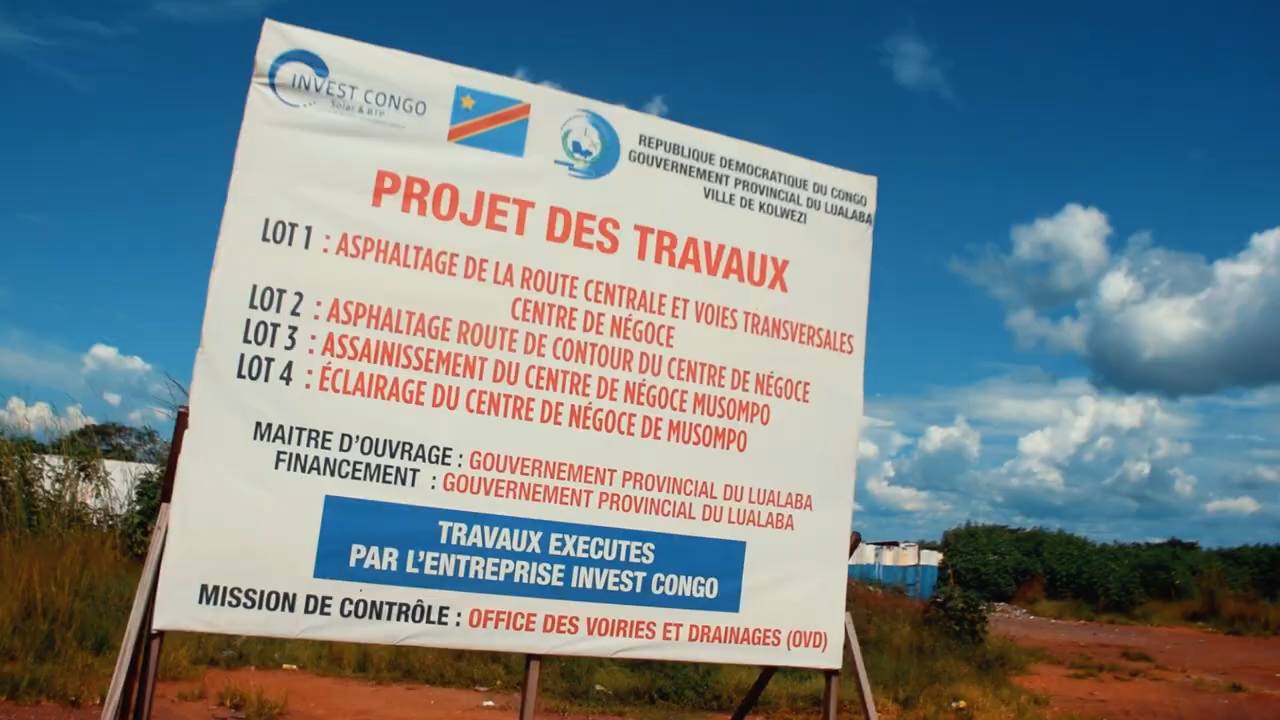 INVEST CONGO
Solar & BTP
REPUBLIQUE DEMOCRATIQUE DU CONGO
GOUVERNEMENT PROVINCIAL DU LUALABA
VILLE DE KOLWEZI
PROJET DES TRAVAUX
LOT 1 : ASPHALTAGE DE LA ROUTE CENTRALE ET VOIES TRANSVERSALES
CENTRE DE NÉGOCE
LOT 2 : ASPHALTAGE ROUTE DE CONTOUR DU CENTRE DE NÉGOCE
LOT 3 : ASSAINISSEMENT DU CENTRE DE NÉGOCE MUSOMPO
LOT 4 : ÉCLAIRAGE DU CENTRE DE NÉGOCE DE MUSOMPO
MAITRE D'OUVRAGE : GOUVERNEMENT PROVINCIAL DU LUALABA
FINANCEMENT : GOUVERNEMENT PROVINCIAL DU LUALABA
TRAVAUX EXECUTES
PAR L'ENTREPRISE INVEST CONGO
MISSION DE CONTRÔLE : OFFICE DES VOIRIES ET DRAINAGES (OVD)